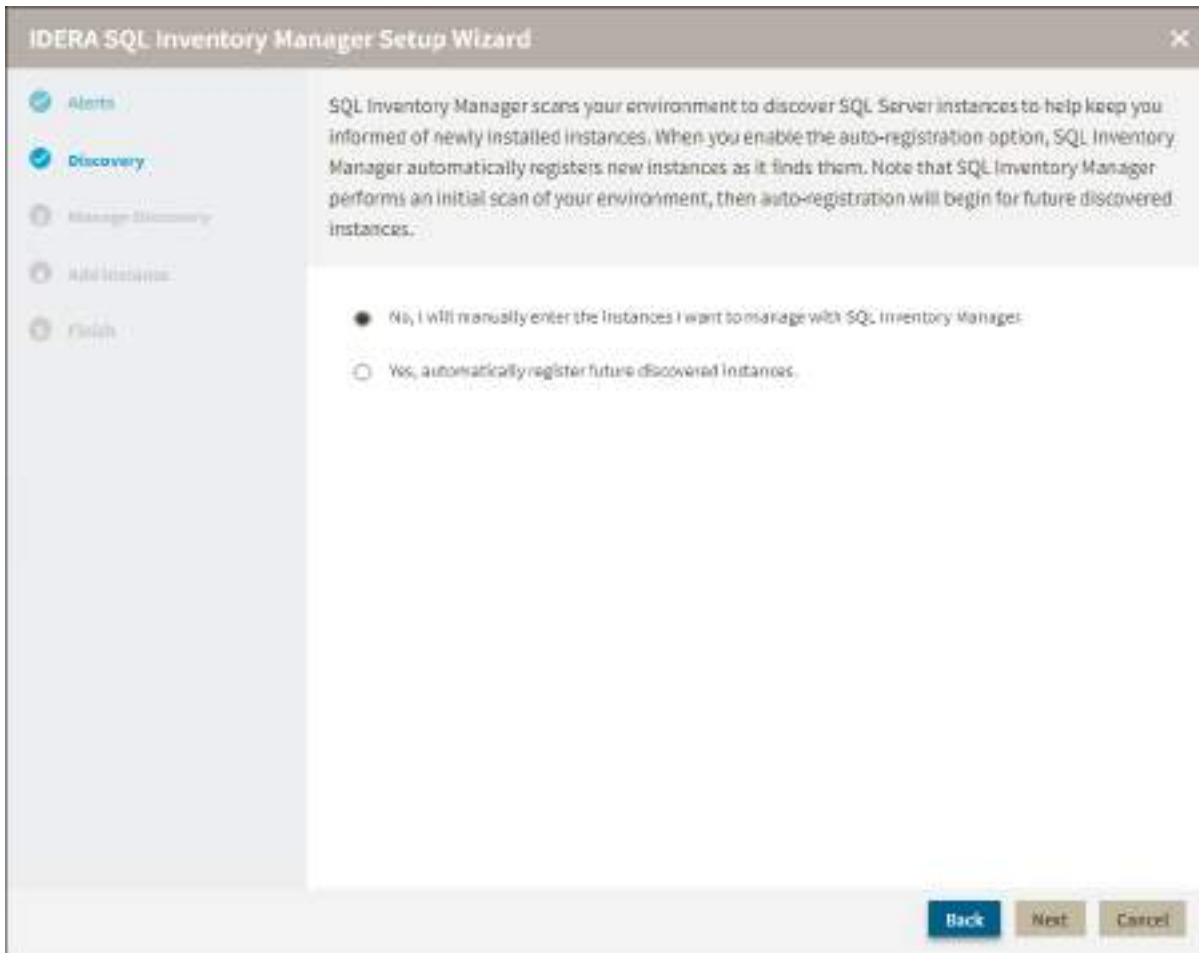 IDERA SQL Inventory Manager Setup Wizard
Alerts
Discovery
Manage Discovery
Add Instance
Finish
SQL Inventory Manager scans your environment to discover SQL Server instances to help keep you
informed of newly installed instances. When you enable the auto-registration option, SQL Inventory
Manager automatically registers new instances as it finds them. Note that SQL Inventory Manager
performs an initial scan of your environment, then auto-registration will begin for future discovered
instances.
No, I will manually enter the instances I want to manage with SQL Inventory Manager.
Yes, automatically register future discovered instances.
Back Next Cancel